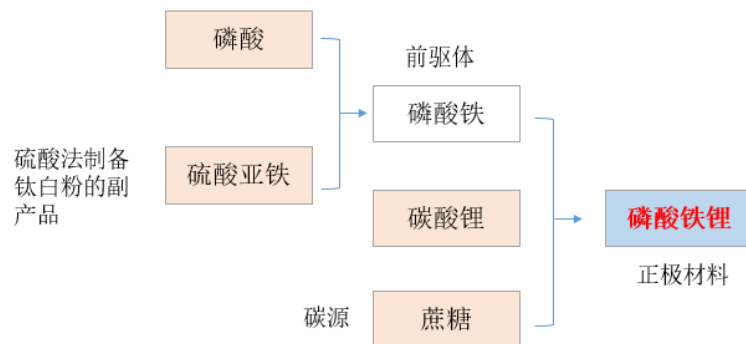 磷酸
前驱体
磷酸铁
硫酸法制备
钛白粉的副
产品
硫酸亚铁
碳酸锂
磷酸铁锂
正极材料
碳源
蔗糖